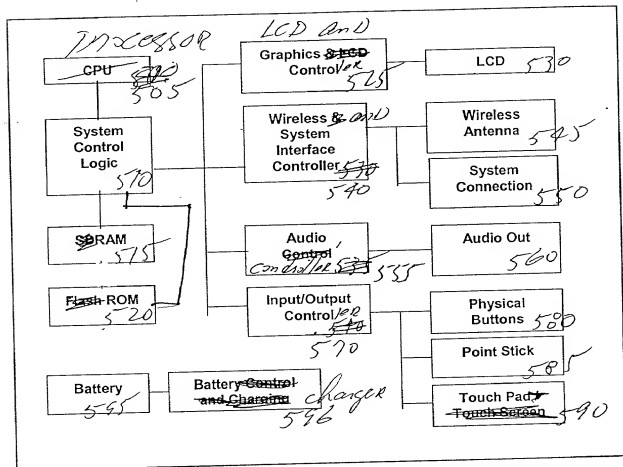 Processor
LCD and
CPU
505
Graphics & LCD
Controller
525
LCD 530
System
Control
Logic
510
Wireless & and
System
Interface
Controller 530
540
Wireless
Antenna 545
System
Connection 550
SDRAM
515
Audio
Control
controller 535 555
Audio Out
560
Flash ROM
520
Input/Output
Controller
540
570
Physical
Buttons 580
Point Stick
585
Battery
595
Battery Control
and Charging charger
596
Touch Pad,
Touch Screen 590